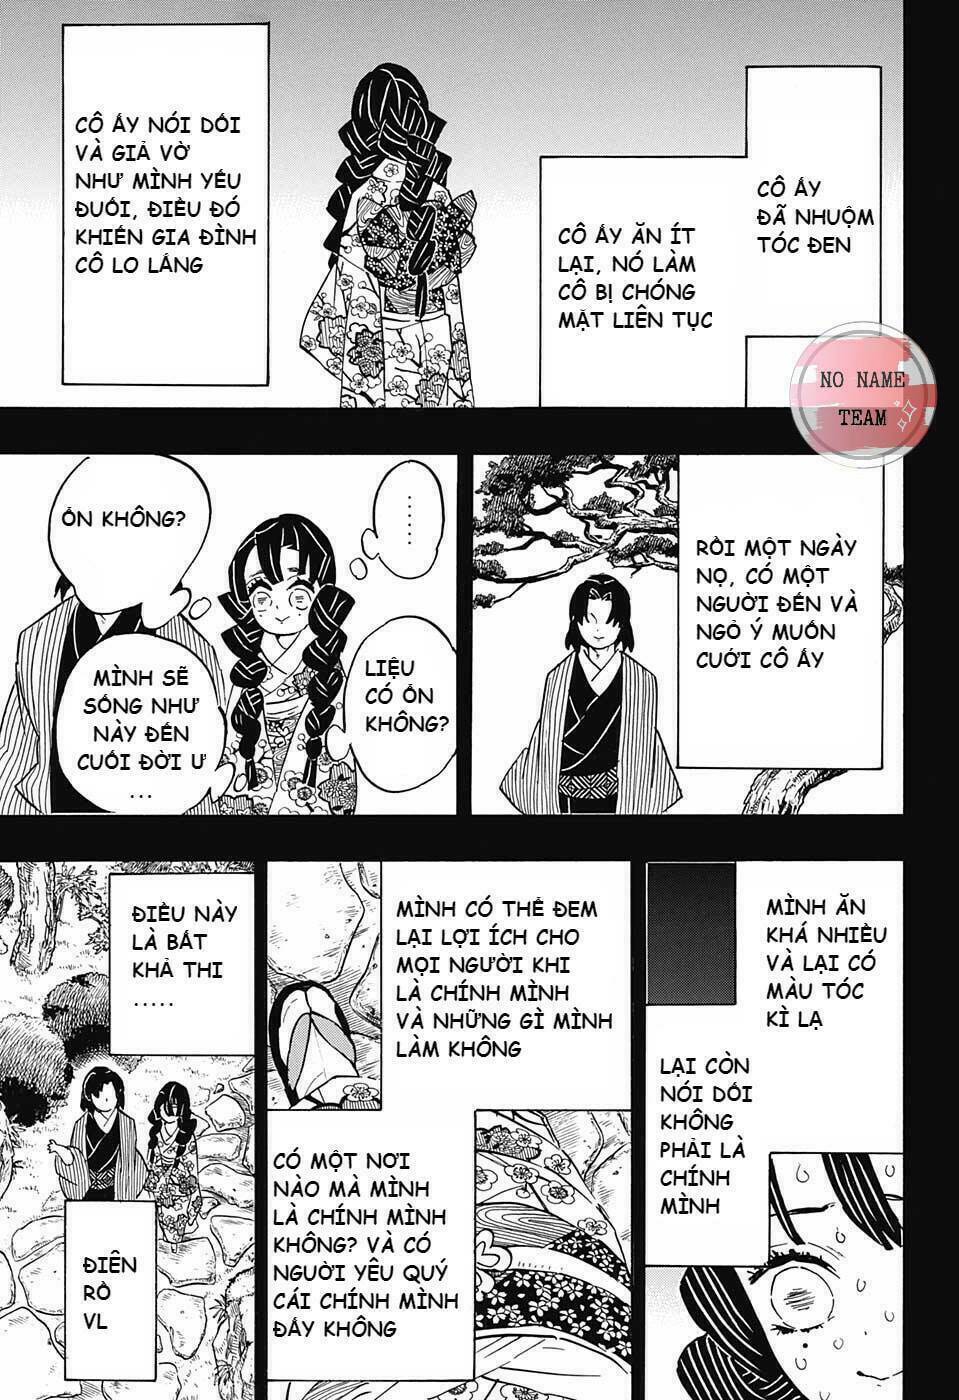 CÔ ẤY
ĐÃ NHUỘM
TÓC ĐEN
CÔ ẤY ĂN ÍT
LẠI, NÓ LÀM
CÔ BỊ CHÓNG
MẶT LIÊN TỤC
CÔ ẤY NÓI DỐI
VÀ GIẢ VỜ
NHƯ MÌNH YẾU
ĐUỐI, ĐIỀU ĐÓ
KHIẾN GIA ĐÌNH
CÔ LO LẮNG
NO NAME
TEAM
RỒI MỘT NGÀY
NỌ, CÓ MỘT
NGUỜI ĐẾN VÀ
NGỎ Ý MUỐN
CUỚI CÔ ẤY
......
LIỆU
CÓ ỔN
KHÔNG?
ỔN KHÔNG?
MÌNH SẼ
SỐNG NHƯ
NÀY ĐẾN
CUỐI ĐỜI Ư
...
MÌNH ĂN
KHÁ NHIỀU
VÀ LẠI CÓ
MÀU TÓC
KÌ LẠ
LẠI CÒN
NÓI DỐI
KHÔNG
PHẢI LÀ
CHÍNH
MÌNH
MÌNH CÓ THỂ ĐEM
LẠI LỢI ÍCH CHO
MỌI NGƯỜI KHI
LÀ CHÍNH MÌNH
VÀ NHỮNG GÌ MÌNH
LÀM KHÔNG
CÓ MỘT NƠI
NÀO MÀ MÌNH
LÀ CHÍNH MÌNH
KHÔNG? VÀ CÓ
NGUỜI YÊU QUÝ
CÁI CHÍNH MÌNH
ĐẤY KHÔNG
ĐIỀU NÀY
LÀ BẤT
KHẢ THI
.....
ĐIÊN
RỒ
VL